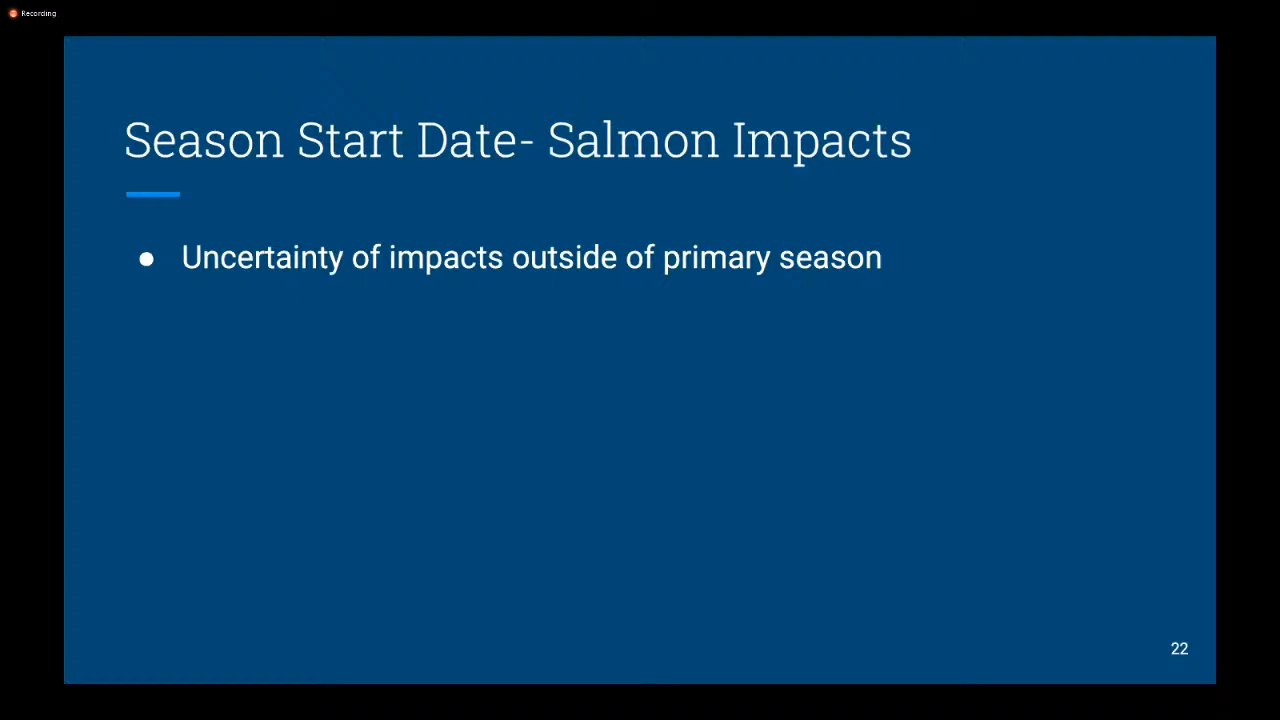 Recording
Season Start Date- Salmon Impacts
● Uncertainty of impacts outside of primary season
22